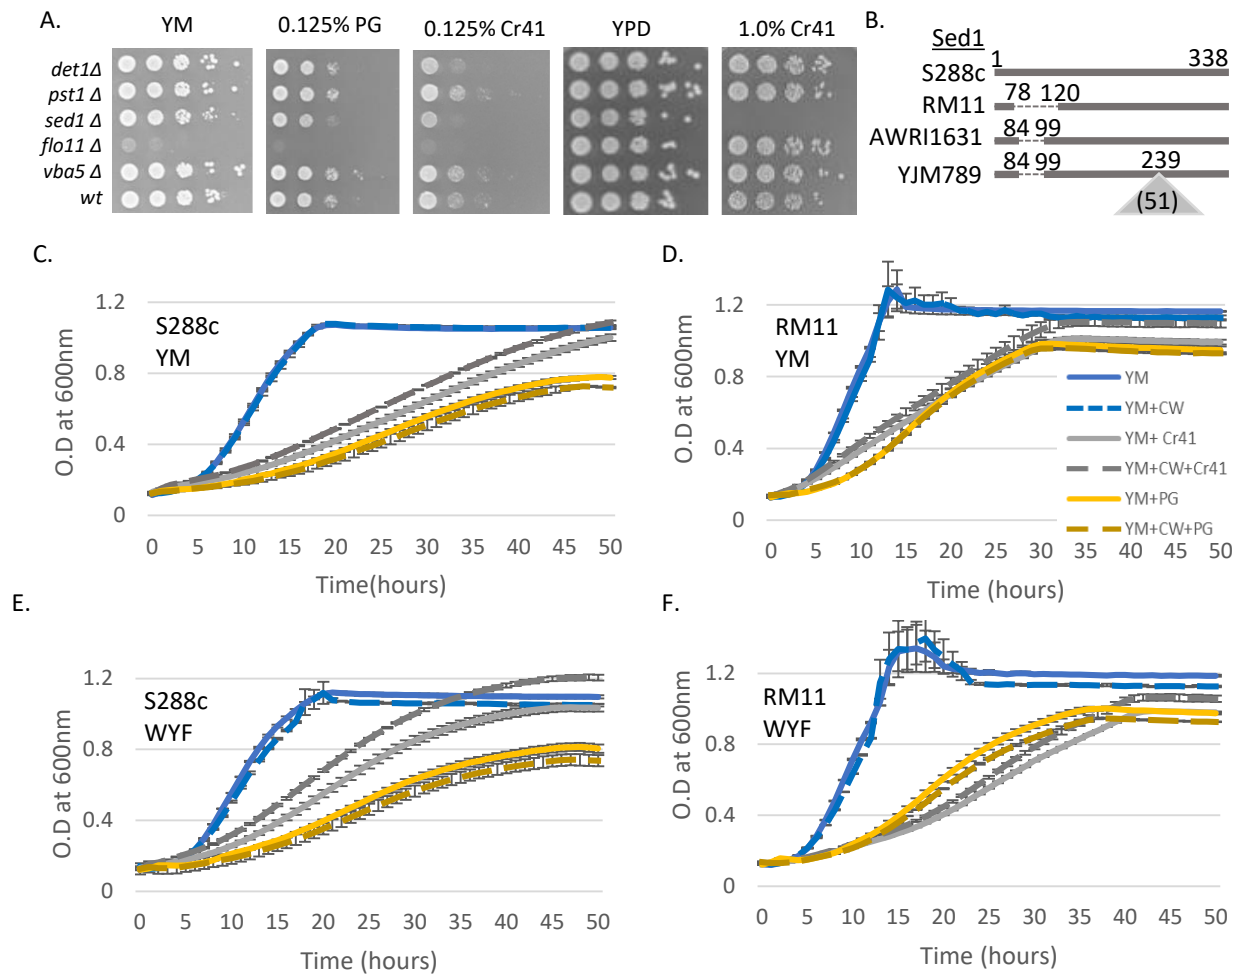 A.
YM
0.125% PG
0.125% Cr41
YPD
1.0% Cr41
det1Δ
pst1 Δ
sed1 Δ
flo11 Δ
vba5 Δ
wt
B.
Sed1
1 338
S288c
78 120
RM11
84 99
AWRI1631
84 99 239
YJM789
(51)
C.
S288c
YM
O.D at 600nm
1.2
0.8
0.4
0
0 5 10 15 20 25 30 35 40 45 50
Time(hours)
D.
RM11
YM
O.D at 600nm
1.2
0.8
0.4
0
0 5 10 15 20 25 30 35 40 45 50
Time (hours)
YM
YM+CW
YM+ Cr41
YM+CW+Cr41
YM+PG
YM+CW+PG
E.
S288c
WYF
O.D at 600nm
1.2
0.8
0.4
0
0 5 10 15 20 25 30 35 40 45 50
Time (hours)
F.
RM11
WYF
O.D at 600nm
1.2
0.8
0.4
0
0 5 10 15 20 25 30 35 40 45 50
Time (hours)